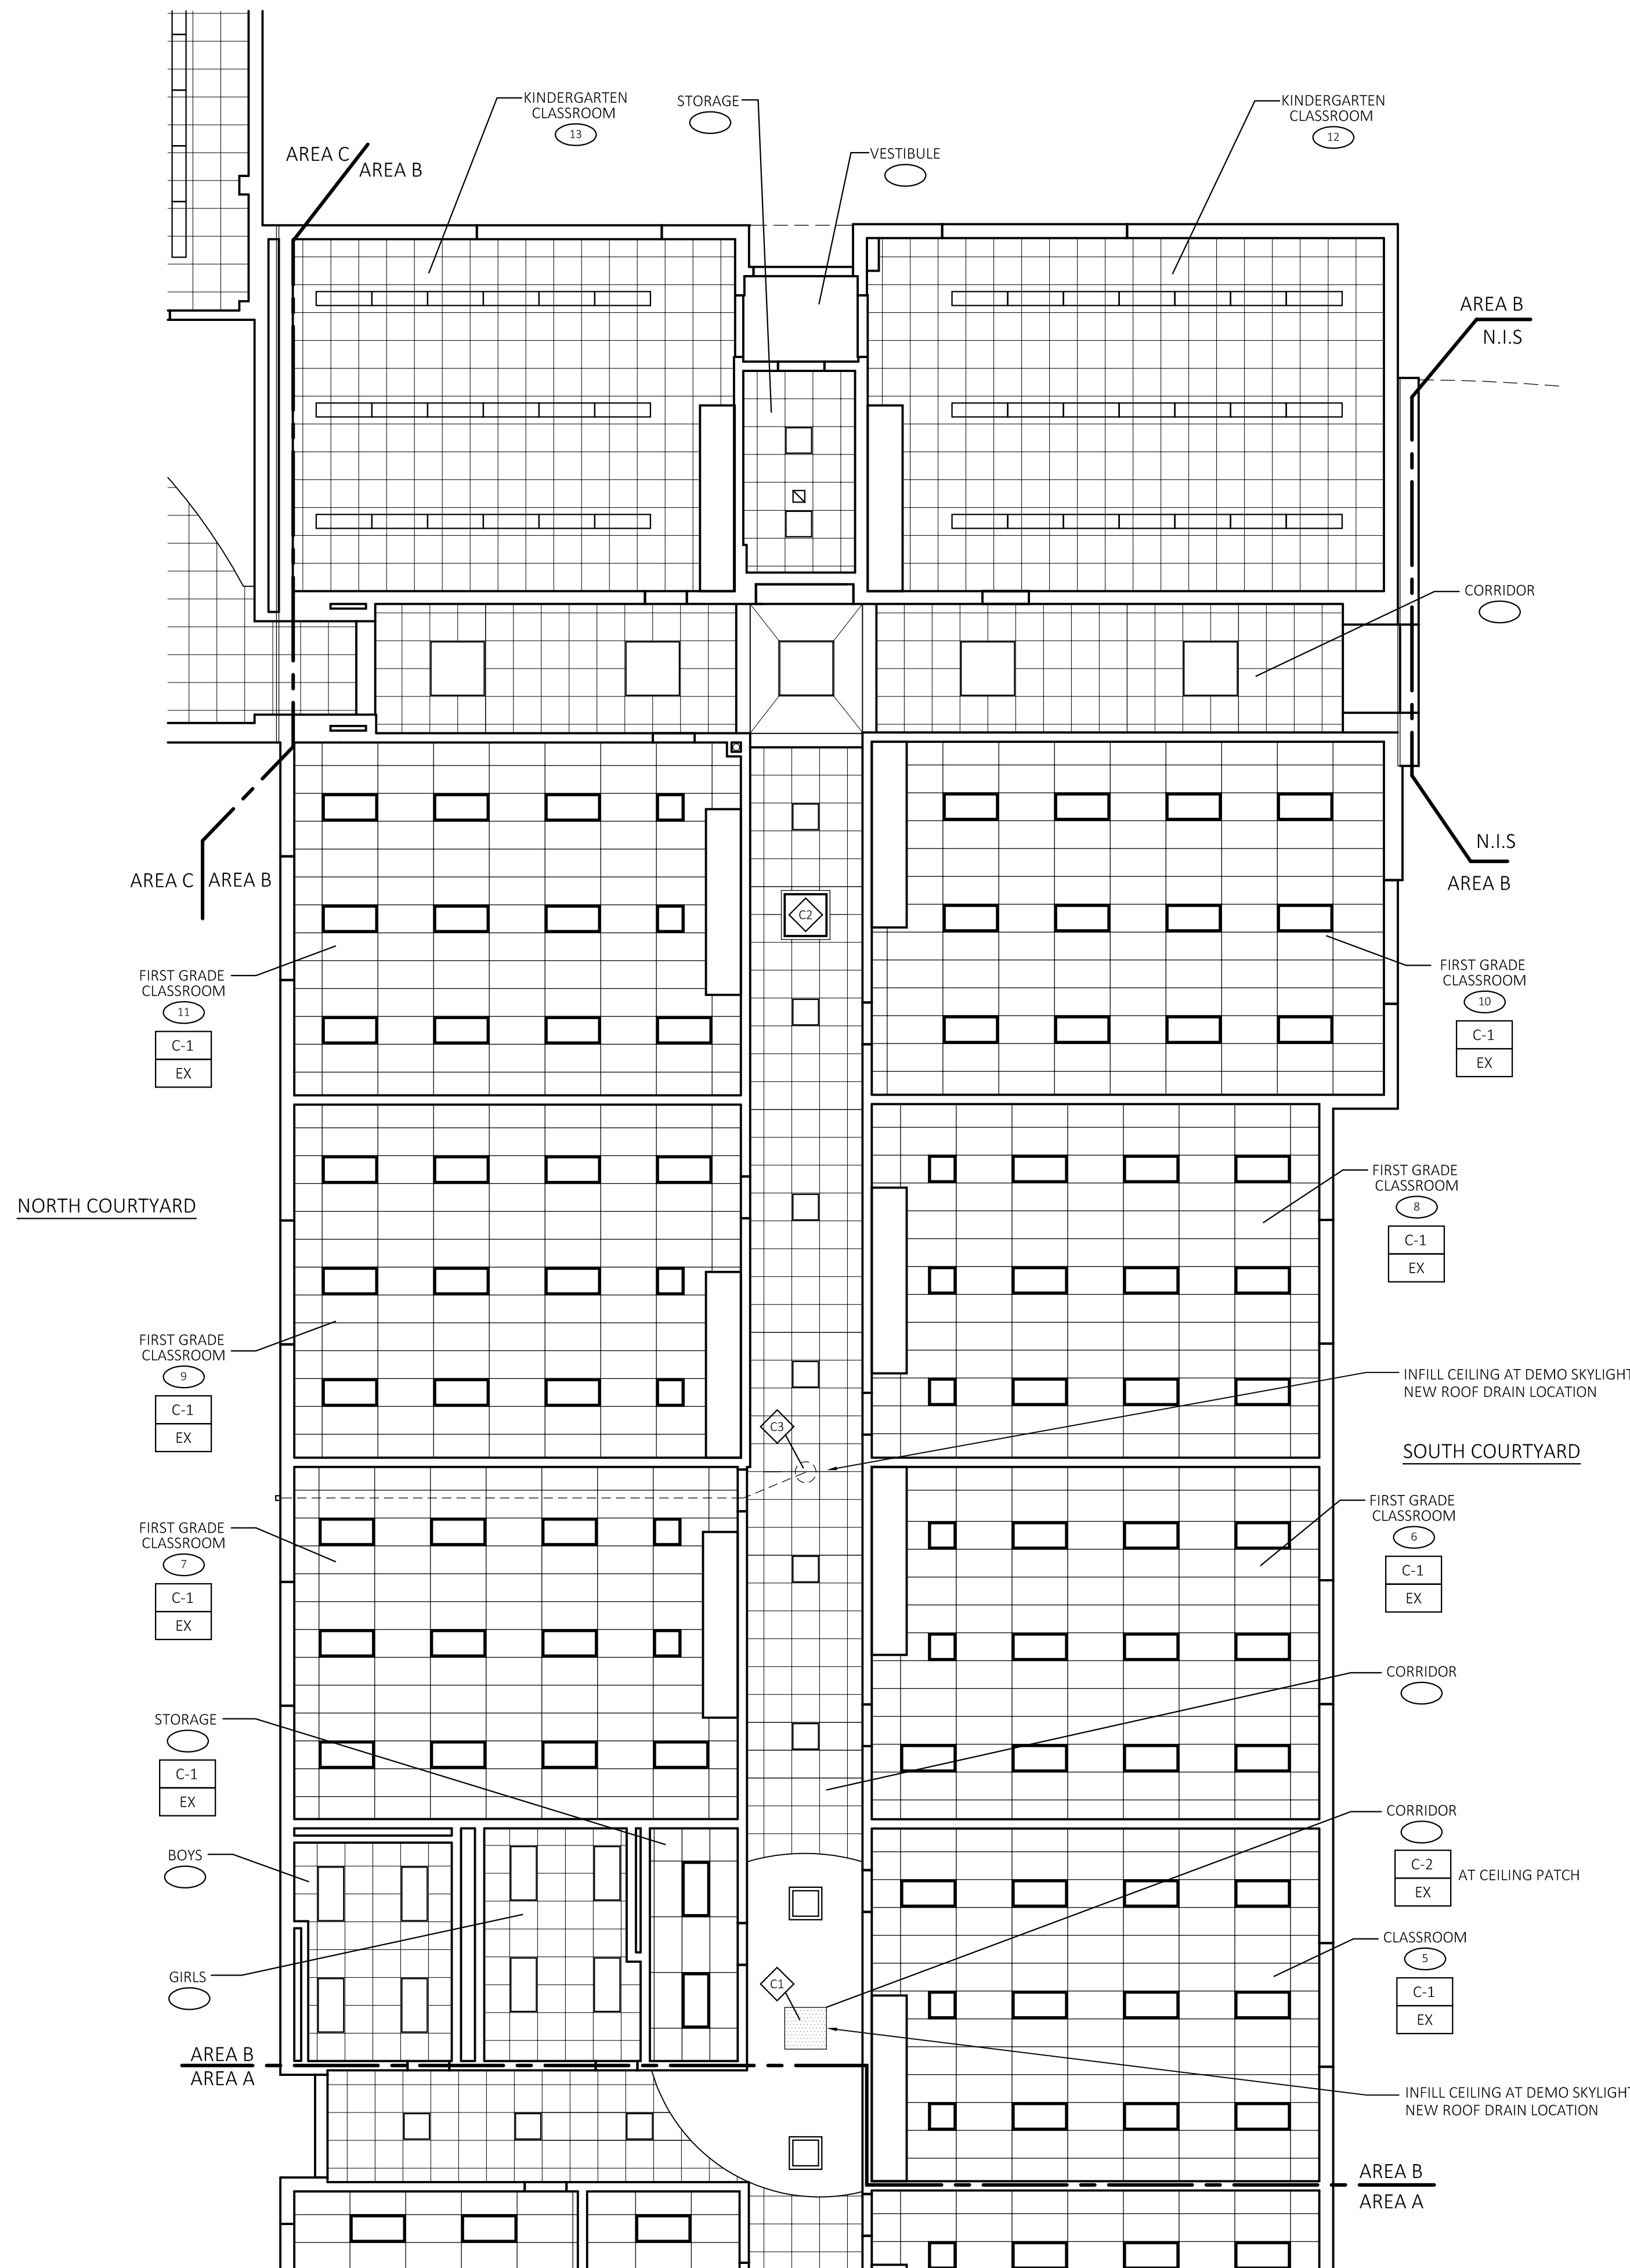 KINDERGARTEN
CLASSROOM
13
STORAGE
VESTIBULE
KINDERGARTEN
CLASSROOM
12
AREA C
AREA B
AREA B
N.I.S
CORRIDOR
N.I.S
AREA B
AREA C
AREA B
C2
FIRST GRADE
CLASSROOM
11
C-1
EX
FIRST GRADE
CLASSROOM
10
C-1
EX
NORTH COURTYARD
FIRST GRADE
CLASSROOM
8
C-1
EX
FIRST GRADE
CLASSROOM
9
C-1
EX
INFILL CEILING AT DEMO SKYLIGHT
NEW ROOF DRAIN LOCATION
C3
SOUTH COURTYARD
FIRST GRADE
CLASSROOM
7
C-1
EX
FIRST GRADE
CLASSROOM
6
C-1
EX
CORRIDOR
STORAGE
C-1
EX
CORRIDOR
C-2
EX
AT CEILING PATCH
BOYS
CLASSROOM
5
C-1
EX
GIRLS
C1
AREA B
AREA A
INFILL CEILING AT DEMO SKYLIGHT
NEW ROOF DRAIN LOCATION
AREA B
AREA A